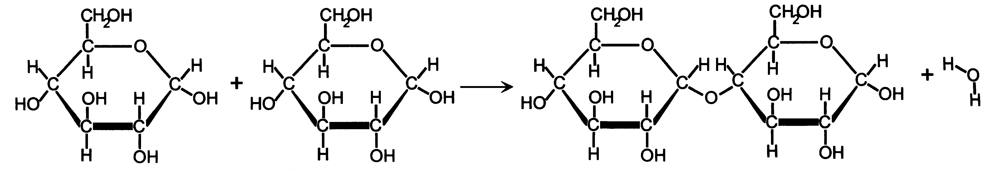 CH2OH CH2OH CH2OH CH2OH
C O C O C O C O
H H H H H H H H H H H H H
C C + C C C C C C + O
HO OH H OH HO OH H OH HO OH H O OH H OH H
C C C C C C C C
H OH H OH H OH H OH